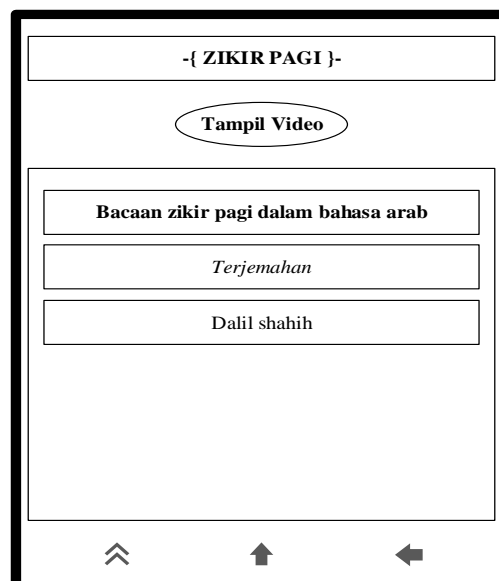 -{ ZIKIR PAGI }-
Tampil Video
Bacaan zikir pagi dalam bahasa arab
Terjemahan
Dalil shahih